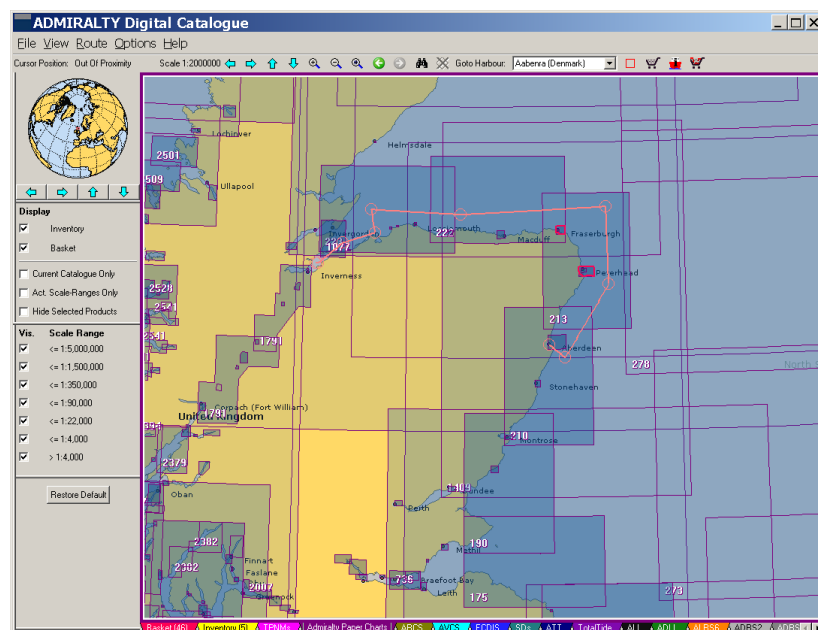 ADMIRALTY Digital Catalogue
File View Route Options Help
Cursor Position: Out Of Proximity
Scale 1:2000000
Goto Harbour:
Aabenra (Denmark)
Display
Inventory
Basket
Current Catalogue Only
Act. Scale-Ranges Only
Hide Selected Products
Vis. Scale Range
<= 1:5,000,000
<= 1:1,500,000
<= 1:350,000
<= 1:90,000
<= 1:22,000
<= 1:4,000
> 1:4,000
Restore Default
Lochinver
Helmsdale
2501
509
Ullapool
Invergordon
Fraserburgh
Macduff
1077
Inverness
Peterhead
2528
213
1791
Aberdeen
278
North
Stonehaven
Corpach (Fort William)
1791
United Kingdom
210
Montrose
2379
Oban
Dundee
Perth
2382
190
Methil
Finnart
Faslane
736
Braefoot Bay
Leith
2007
Greenock
175
273
Basket (46) Inventory (5) TPNMs Admiralty Paper Charts ARCS AVCS ECDIS SDs ATT TotalTide ALL ADLL ALRS6 ADRS2 ADRS